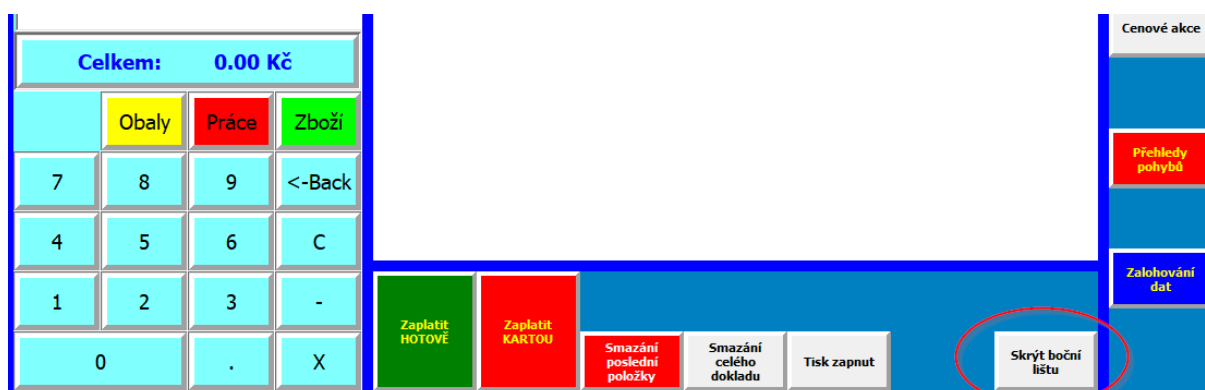 Cenové akce
Celkem: 0.00 Kč
Obaly Práce Zboží
7 8 9 <-Back
4 5 6 C
1 2 3 -
0 . X
Přehledy
pohybů
Zalohování
dat
Zaplatit
HOTOVĚ
Zaplatit
KARTOU
Smazání
poslední
položky
Smazání
celého
dokladu
Tisk zapnut
Skrýt boční
lištu